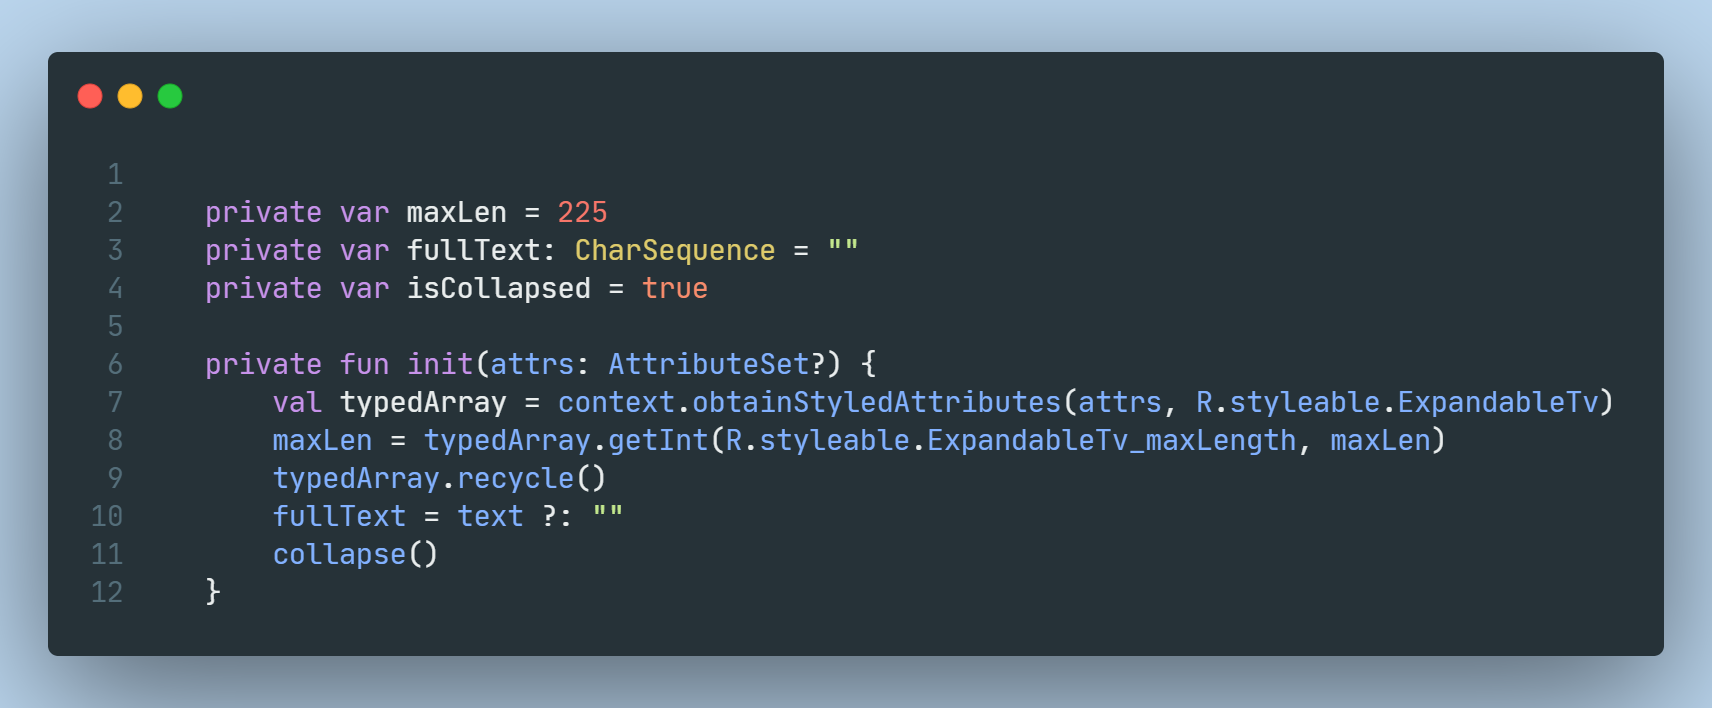 1
2 private var maxLen = 225
3 private var fullText: CharSequence = ""
4 private var isCollapsed = true
5
6 private fun init(attrs: AttributeSet?) {
7 val typedArray = context.obtainStyledAttributes(attrs, R.styleable.ExpandableTv)
8 maxLen = typedArray.getInt(R.styleable.ExpandableTv_maxLength, maxLen)
9 typedArray.recycle()
10 fullText = text ?: ""
11 collapse()
12 }